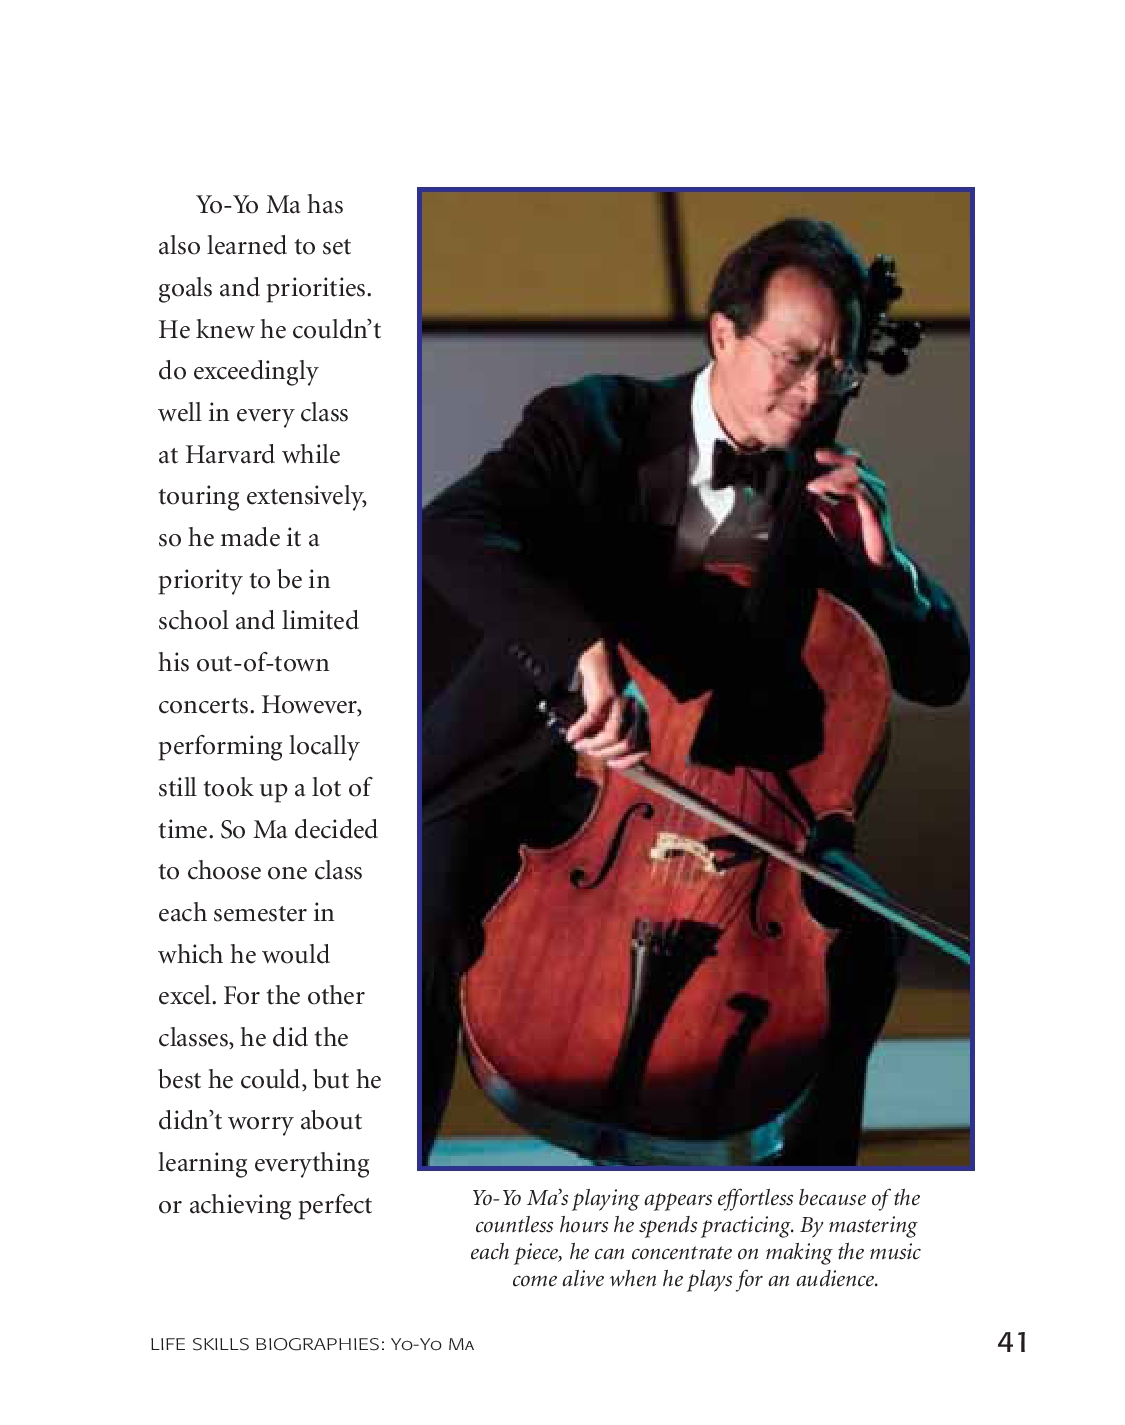 Yo-Yo Ma has
also learned to set
goals and priorities.
He knew he couldn’t
do exceedingly
well in every class
at Harvard while
touring extensively,
so he made it a
priority to be in
school and limited
his out-of-town
concerts. However,
performing locally
still took up a lot of
time. So Ma decided
to choose one class
each semester in
which he would
excel. For the other
classes, he did the
best he could, but he
didn’t worry about
learning everything
or achieving perfect
Yo-Yo Ma’s playing appears effortless because of the
countless hours he spends practicing. By mastering
each piece, he can concentrate on making the music
come alive when he plays for an audience.
LIFE SKILLS BIOGRAPHIES: Yo-Yo Ma
41